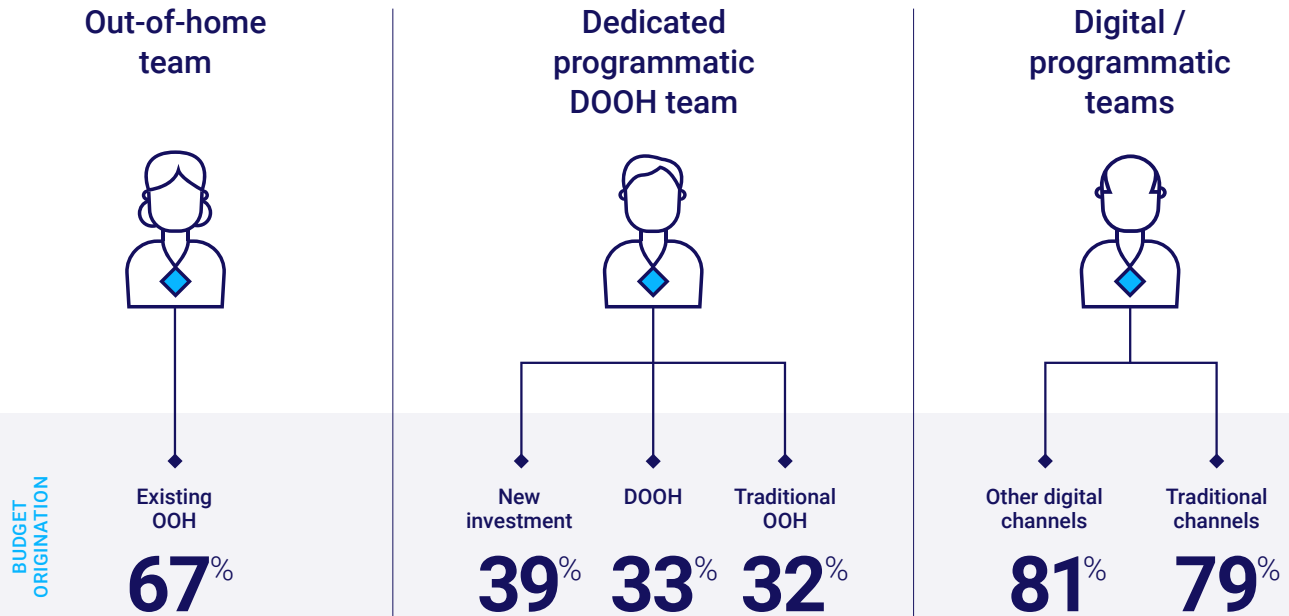 Out-of-home
team
Dedicated
programmatic
DOOH team
Digital /
programmatic
teams
BUDGET
ORIGINATION
Existing
OOH
67%
New
investment
39%
DOOH
33%
Traditional
OOH
32%
Other digital
channels
81%
Traditional
channels
79%